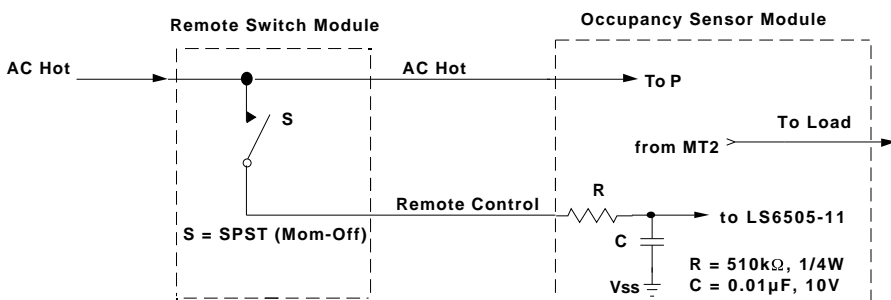 Remote Switch Module
Occupancy Sensor Module
AC Hot
AC Hot
To P
S
To Load
from MT2
Remote Control
R
to LS6505-11
S = SPST (Mom-Off)
C
R = 510kΩ, 1/4W
Vss
C = 0.01µF, 10V